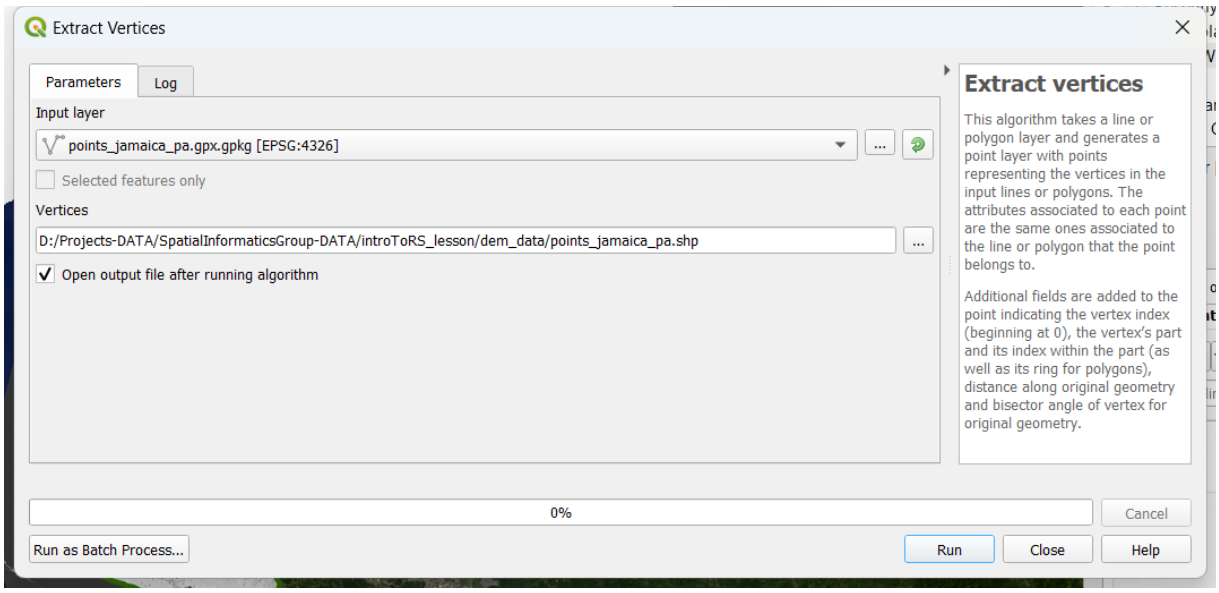 Extract Vertices
Parameters
Log
Input layer
points_jamaica_pa.gpx.gpkg [EPSG:4326]
...
Selected features only
Vertices
D:/Projects-DATA/SpatialInformaticsGroup-DATA/introToRS_lesson/dem_data/points_jamaica_pa.shp
...
Open output file after running algorithm
Extract vertices
This algorithm takes a line or
polygon layer and generates a
point layer with points
representing the vertices in the
input lines or polygons. The
attributes associated to each point
are the same ones associated to
the line or polygon that the point
belongs to.
Additional fields are added to the
point indicating the vertex index
(beginning at 0), the vertex's part
and its index within the part (as
well as its ring for polygons),
distance along original geometry
and bisector angle of vertex for
original geometry.
0%
Cancel
Run as Batch Process...
Run
Close
Help